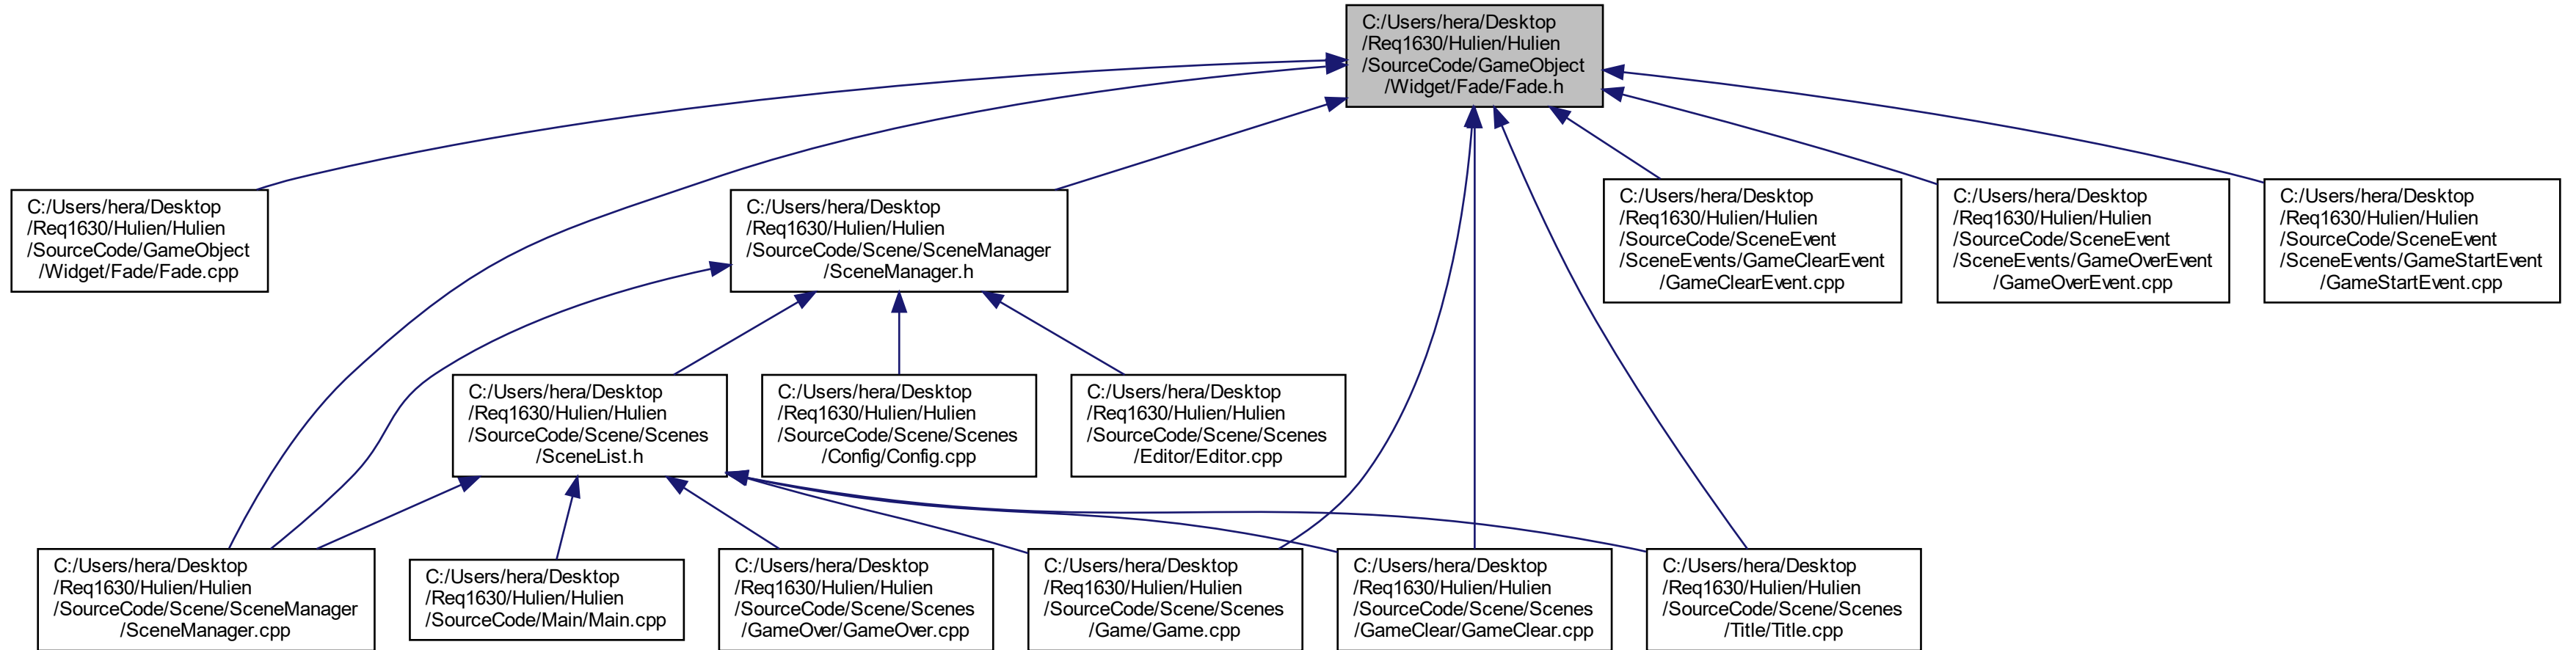 C:/Users/hera/Desktop
/Req1630/Hulien/Hulien
/SourceCode/GameObject
/Widget/Fade/Fade.h
C:/Users/hera/Desktop
/Req1630/Hulien/Hulien
/SourceCode/GameObject
/Widget/Fade/Fade.cpp
C:/Users/hera/Desktop
/Req1630/Hulien/Hulien
/SourceCode/Scene/SceneManager
/SceneManager.h
C:/Users/hera/Desktop
/Req1630/Hulien/Hulien
/SourceCode/SceneEvent
/SceneEvents/GameClearEvent
/GameClearEvent.cpp
C:/Users/hera/Desktop
/Req1630/Hulien/Hulien
/SourceCode/SceneEvent
/SceneEvents/GameOverEvent
/GameOverEvent.cpp
C:/Users/hera/Desktop
/Req1630/Hulien/Hulien
/SourceCode/SceneEvent
/SceneEvents/GameStartEvent
/GameStartEvent.cpp
C:/Users/hera/Desktop
/Req1630/Hulien/Hulien
/SourceCode/Scene/Scenes
/SceneList.h
C:/Users/hera/Desktop
/Req1630/Hulien/Hulien
/SourceCode/Scene/Scenes
/Config/Config.cpp
C:/Users/hera/Desktop
/Req1630/Hulien/Hulien
/SourceCode/Scene/Scenes
/Editor/Editor.cpp
C:/Users/hera/Desktop
/Req1630/Hulien/Hulien
/SourceCode/Scene/SceneManager
/SceneManager.cpp
C:/Users/hera/Desktop
/Req1630/Hulien/Hulien
/SourceCode/Main/Main.cpp
C:/Users/hera/Desktop
/Req1630/Hulien/Hulien
/SourceCode/Scene/Scenes
/GameOver/GameOver.cpp
C:/Users/hera/Desktop
/Req1630/Hulien/Hulien
/SourceCode/Scene/Scenes
/Game/Game.cpp
C:/Users/hera/Desktop
/Req1630/Hulien/Hulien
/SourceCode/Scene/Scenes
/GameClear/GameClear.cpp
C:/Users/hera/Desktop
/Req1630/Hulien/Hulien
/SourceCode/Scene/Scenes
/Title/Title.cpp